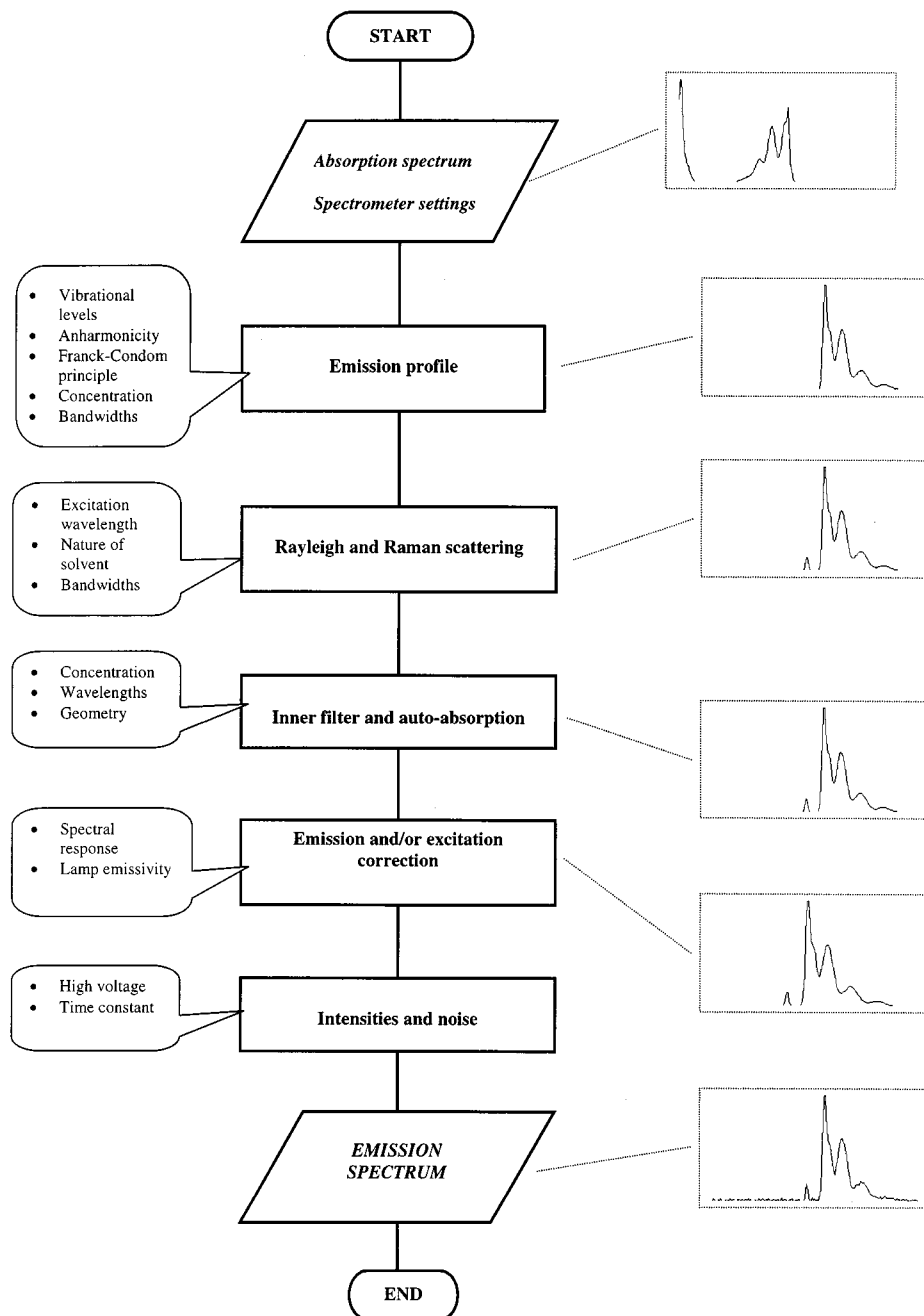 START
Absorption spectrum
Spectrometer settings
• Vibrational
levels
• Anharmonicity
• Franck-Condom
principle
• Concentration
• Bandwidths
Emission profile
• Excitation
wavelength
• Nature of
solvent
• Bandwidths
Rayleigh and Raman scattering
• Concentration
• Wavelengths
• Geometry
Inner filter and auto-absorption
• Spectral
response
• Lamp emissivity
Emission and/or excitation
correction
• High voltage
• Time constant
Intensities and noise
EMISSION
SPECTRUM
END